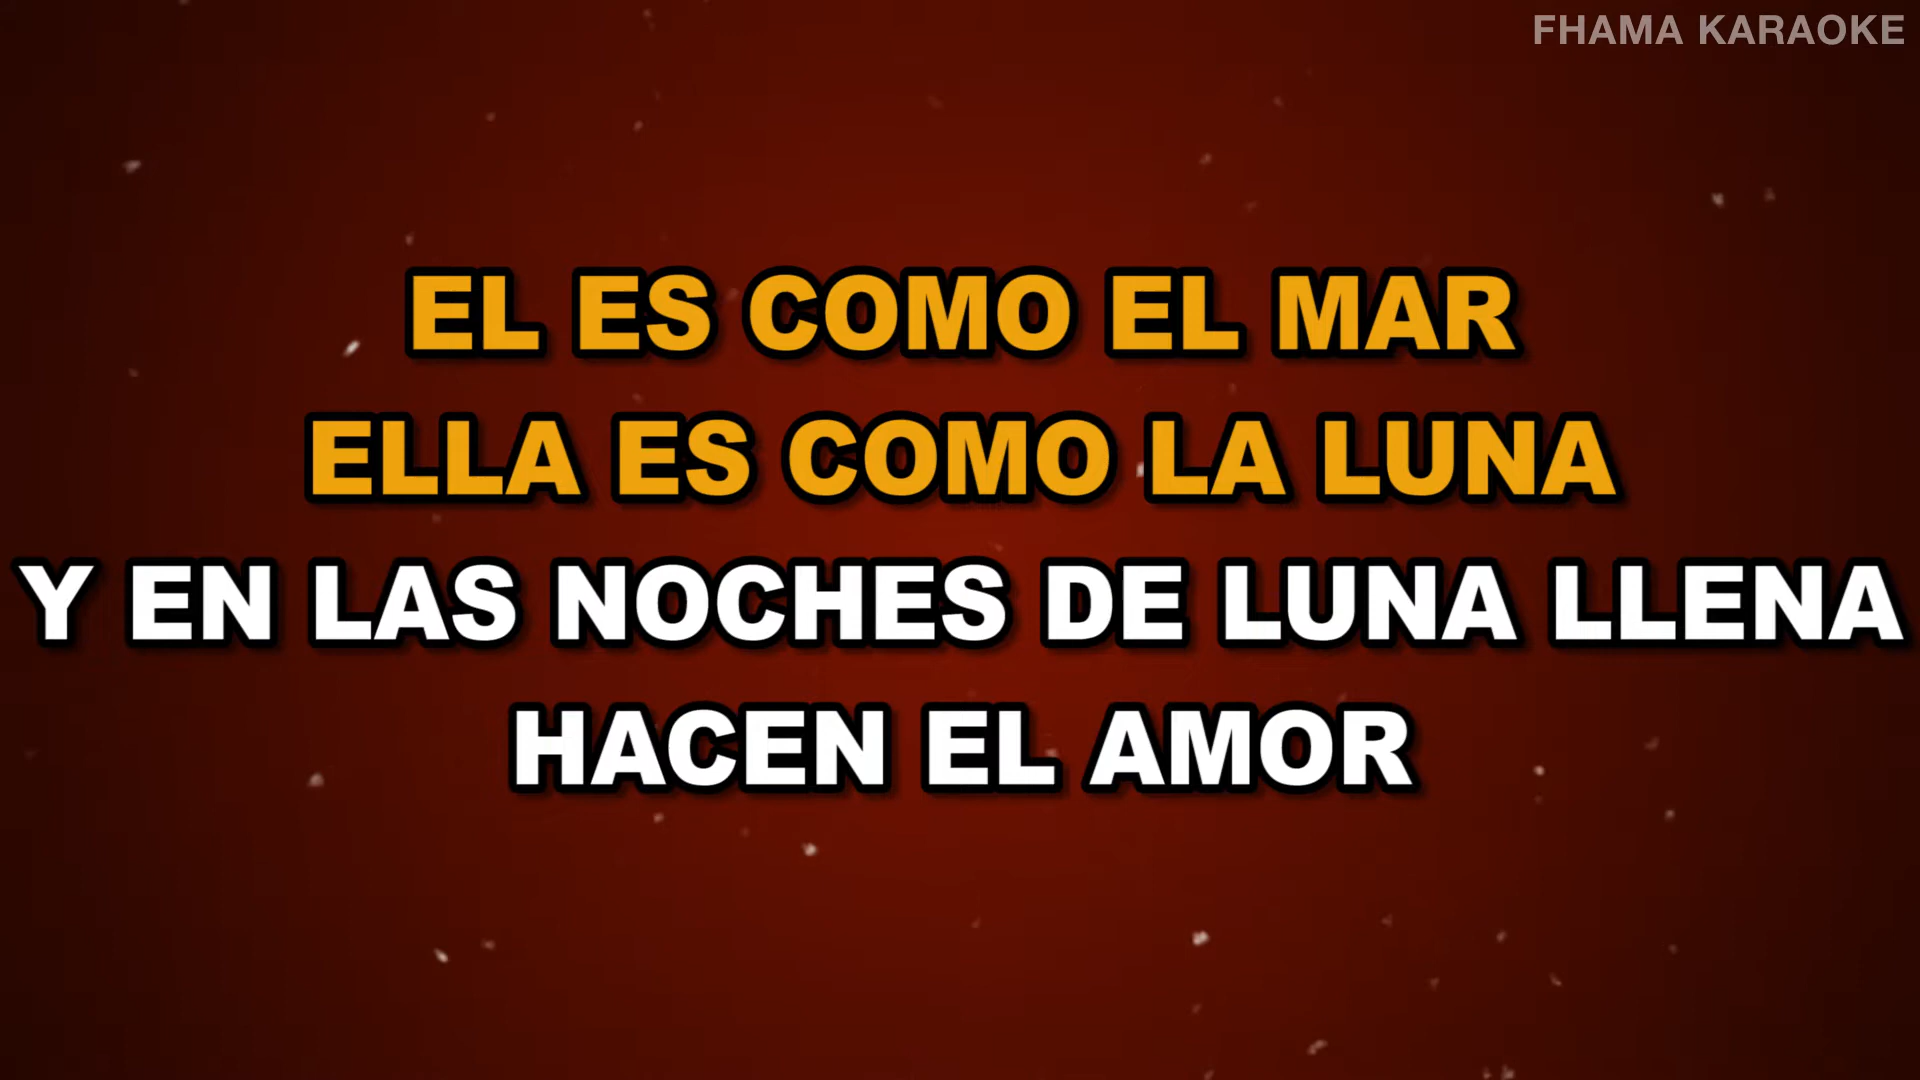 FHAMA KARAOKE
EL ES COMO EL MAR
ELLA ES COMO LA LUNA
Y EN LAS NOCHES DE LUNA LLENA
HACEN EL AMOR